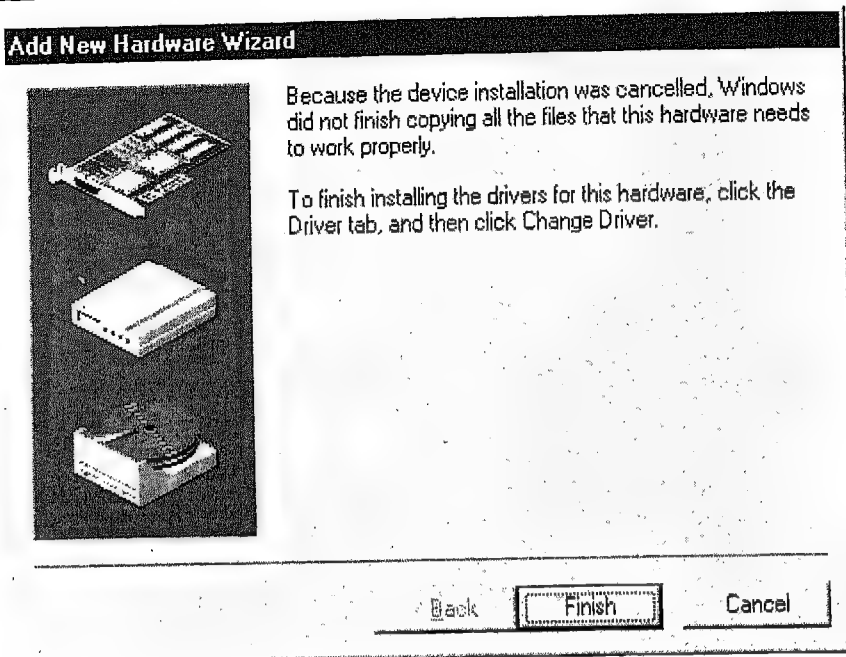 Add New Hardware Wizard
Because the device installation was cancelled, Windows
did not finish copying all the files that this hardware needs
to work properly.
To finish installing the drivers for this hardware, click the
Driver tab, and then click Change Driver.
Back Finish Cancel